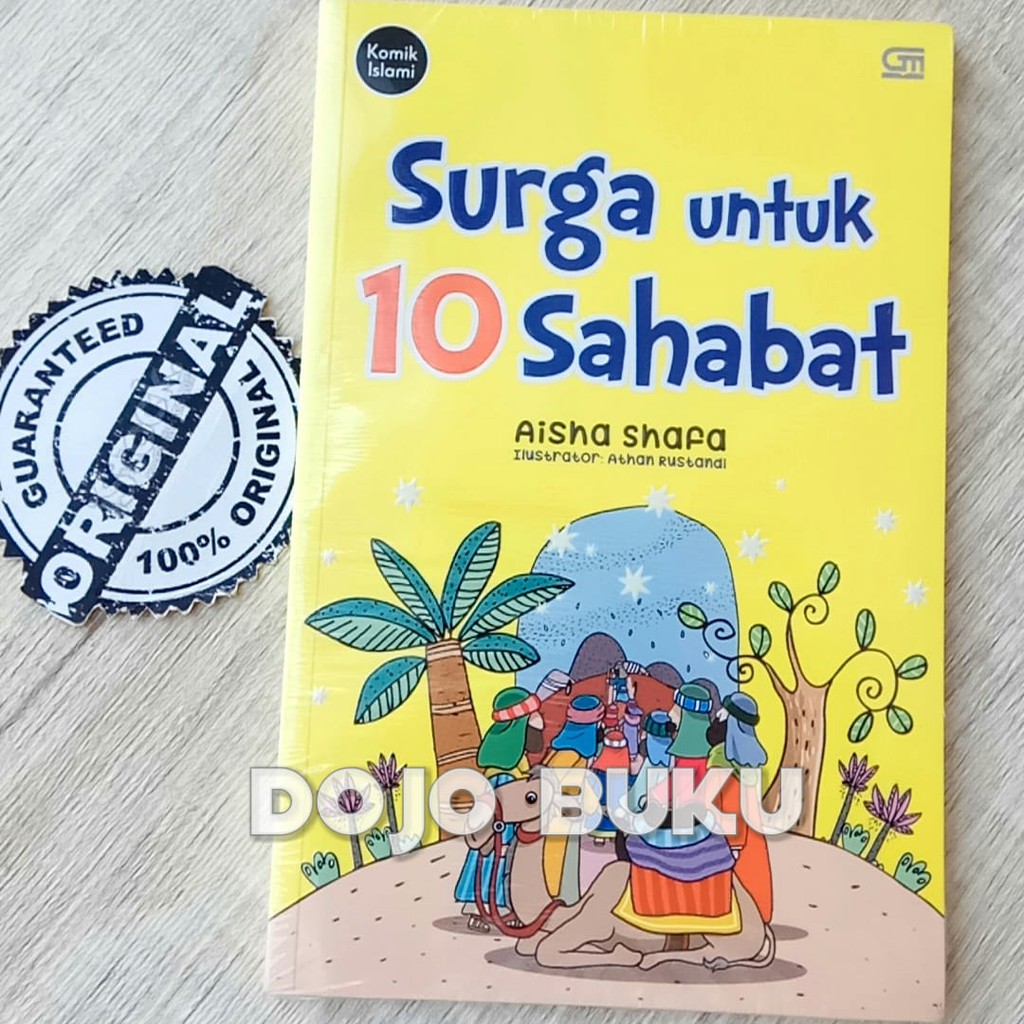 Komik
Islami
GM
Surga untuk
10 Sahabat
Aisha Shafa
Ilustrator: Athan Rustandi
GUARANTEED
ORIGINAL
100% ORIGINAL
DOJO BUKU